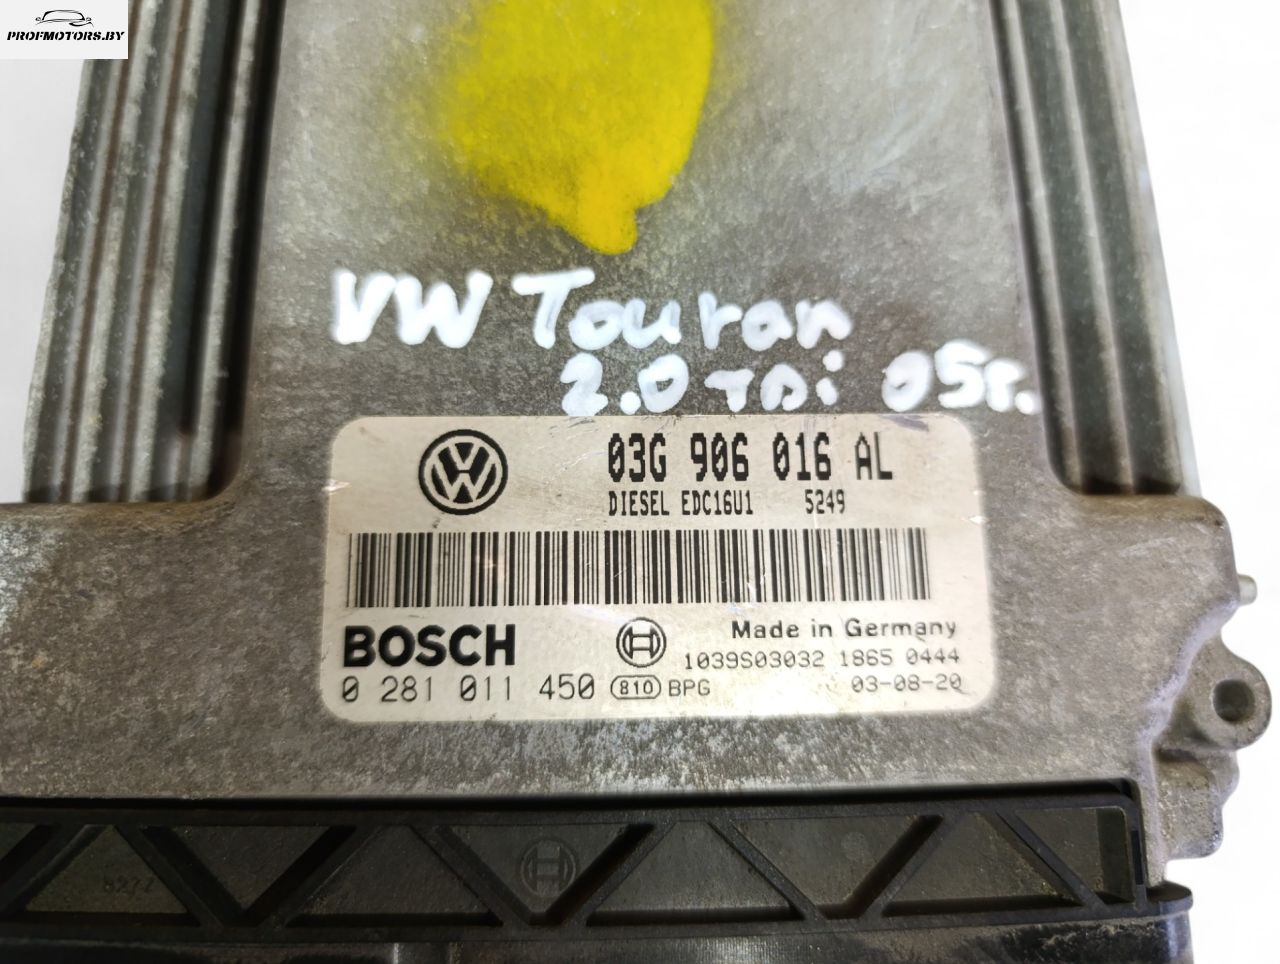 PROFMOTORS.BY
VW Touran
2.0 TDi 05г.
03G 906 016 AL
DIESEL EDC16U1 5249
BOSCH
Made in Germany
1039S03032 1865 0444
0 281 011 450 810 BPG 03-08-20